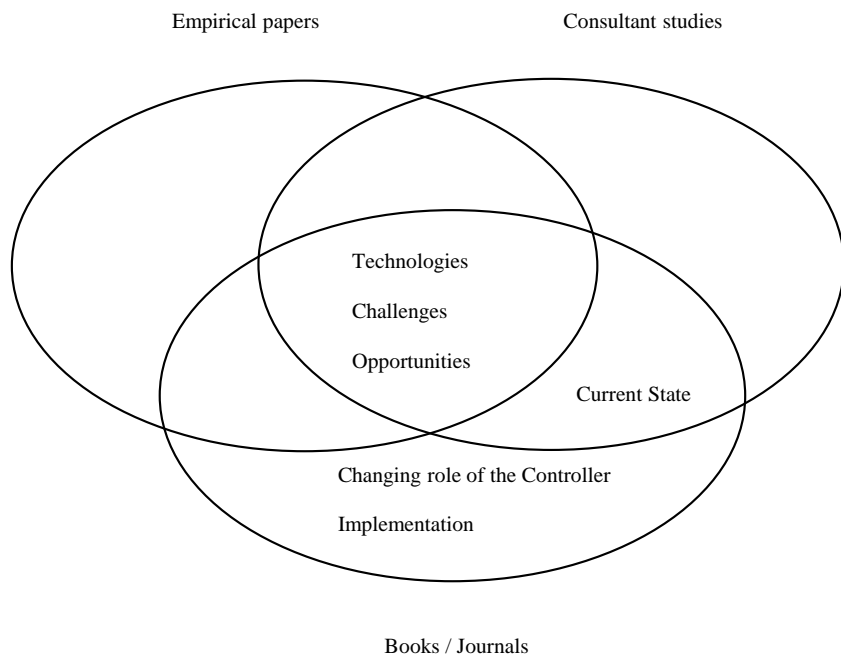 Empirical papers
Consultant studies
Technologies
Challenges
Opportunities
Current State
Changing role of the Controller
Implementation
Books / Journals